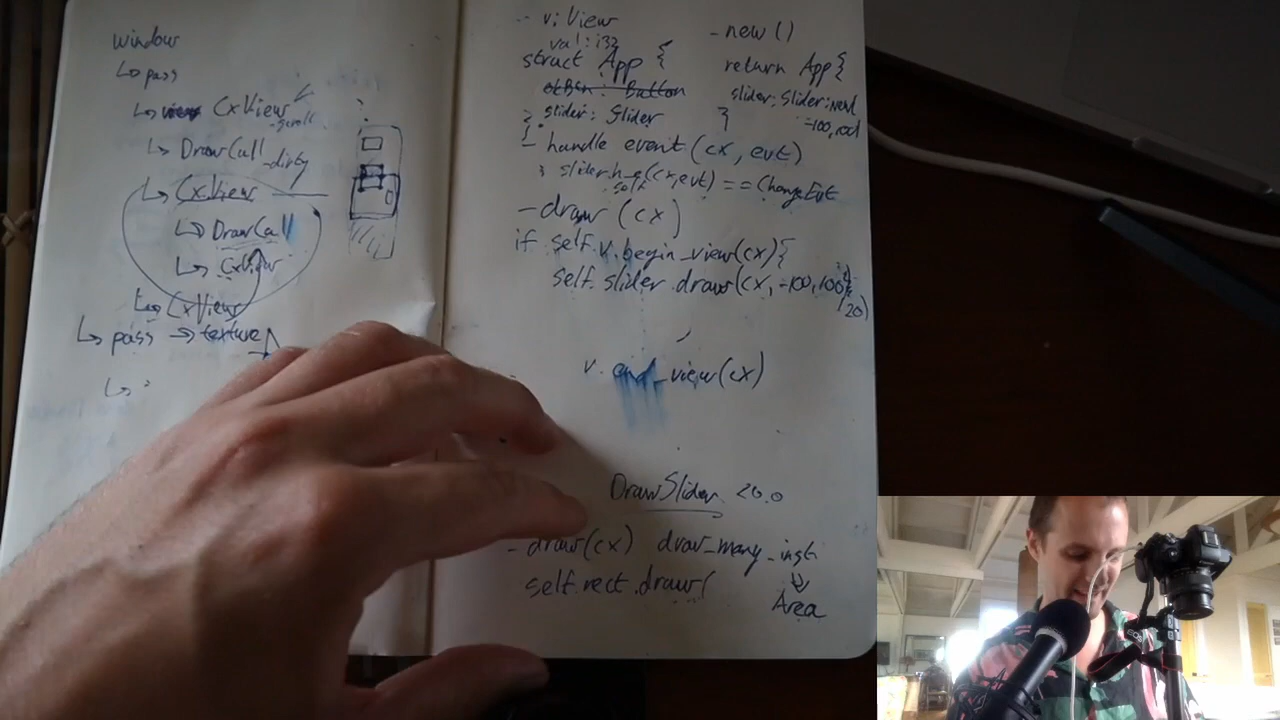 window
↳ pass
↳ CxView
scroll
↳ DrawCall - dirty
↳ CxView
↳ DrawCall
↳ CxView
↳ CxView
↳ pass → texture
↳ :
v: View
val: i32
struct App {
: Button
slider: Slider
}
- handle event (cx, evt)
slider.h_e(cx, evt) == ChangeEvt
self
- draw (cx)
if self.v.begin_view(cx){
self.slider.draw(cx, -100, 100,
/20)
v. end_view(cx)
- new ()
return App {
slider: Slider::new(
-100, 100
}
DrawSlider 20.0
- draw(cx) draw_many_inst
⇓
self.rect.draw(
Area